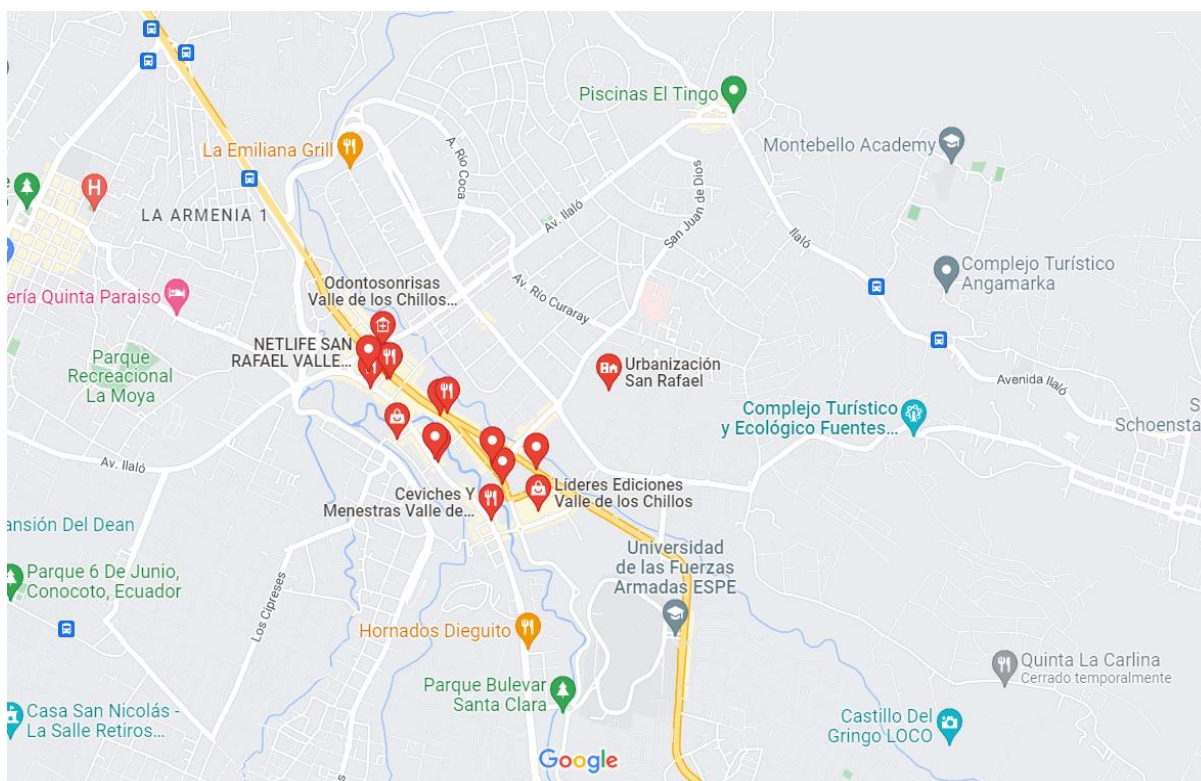 Piscinas El Tingo
La Emiliana Grill
Montebello Academy
A. Río Coca
San Juan de Dios
H
LA ARMENIA 1
Av. Ilaló
Ilaló
Complejo Turístico
Angamarka
Odontosonrisas
Valle de los Chillos...
ería Quinta Paraiso
Av. Río Curaray
NETLIFE SAN
RAFAEL VALLE...
Parque
Recreacional
La Moya
Urbanización
San Rafael
Avenida Ilaló
Complejo Turístico
y Ecológico Fuentes...
S
Schoensta
Av. Ilaló
Ceviches Y
Menestras Valle de...
Líderes Ediciones
Valle de los Chillos
ansión Del Dean
Universidad
de las Fuerzas
Armadas ESPE
Parque 6 De Junio,
Conocoto, Ecuador
Los Cipreses
Hornados Dieguito
Quinta La Carlina
Cerrado temporalmente
Parque Bulevar
Santa Clara
Casa San Nicolás -
La Salle Retiros...
Castillo Del
Gringo LOCO
Google